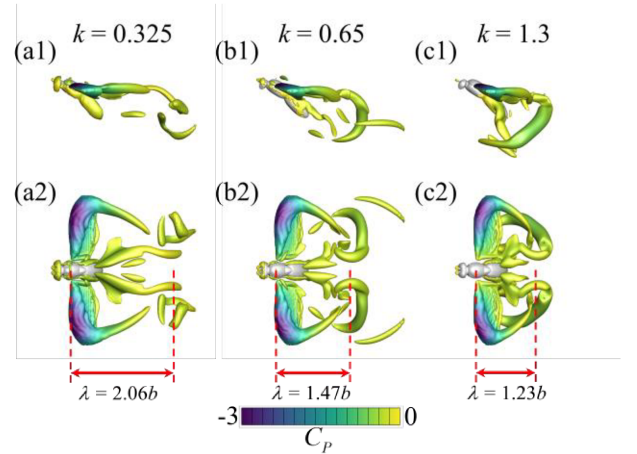 k = 0.325
k = 0.65
k = 1.3
(a1)
(b1)
(c1)
(a2)
(b2)
(c2)
λ = 2.06b
λ = 1.47b
λ = 1.23b
-3
0
C_P